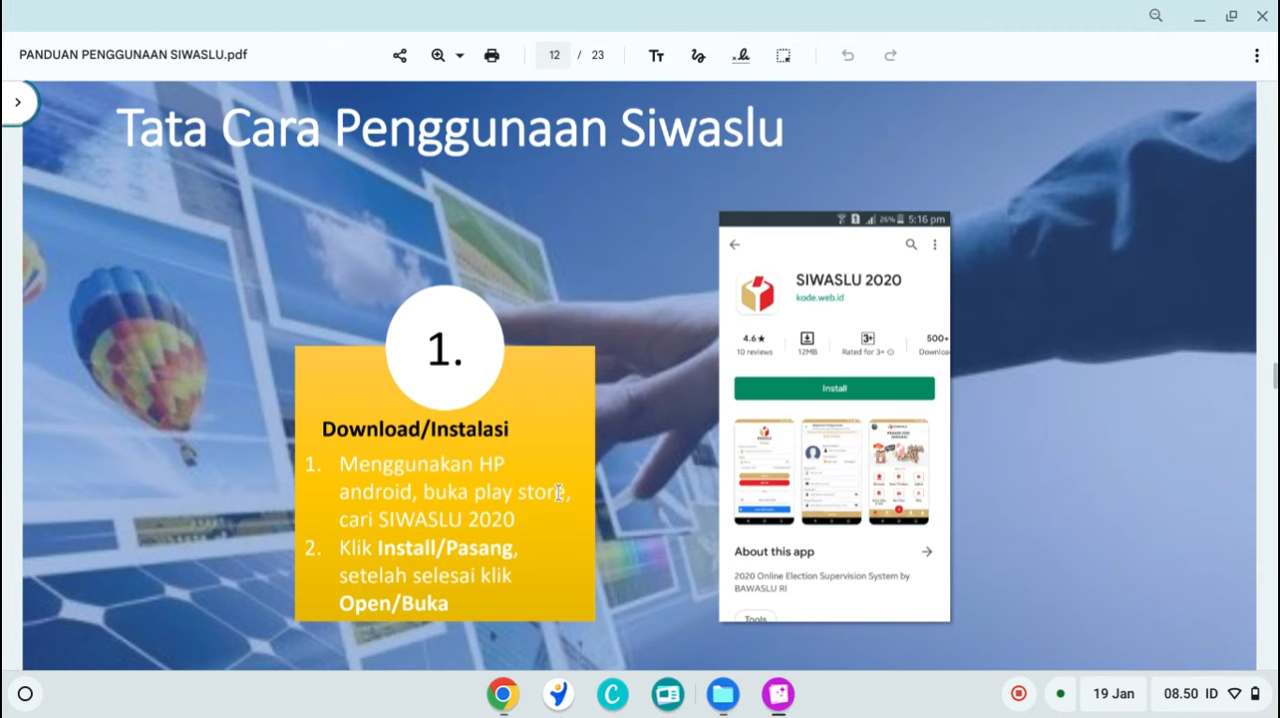 PANDUAN PENGGUNAAN SIWASLU.pdf
12 / 23
Tata Cara Penggunaan Siwaslu
1.
Download/Instalasi
1. Menggunakan HP
android, buka play store,
cari SIWASLU 2020
2. Klik Install/Pasang,
setelah selesai klik
Open/Buka
26% 5:16 pm
SIWASLU 2020
kode.web.id
4.6★ 12MB 3+ 500+
10 reviews Rated for 3+ Downloa
Install
About this app
2020 Online Election Supervision System by
BAWASLU RI
Tools
19 Jan 08.50 ID